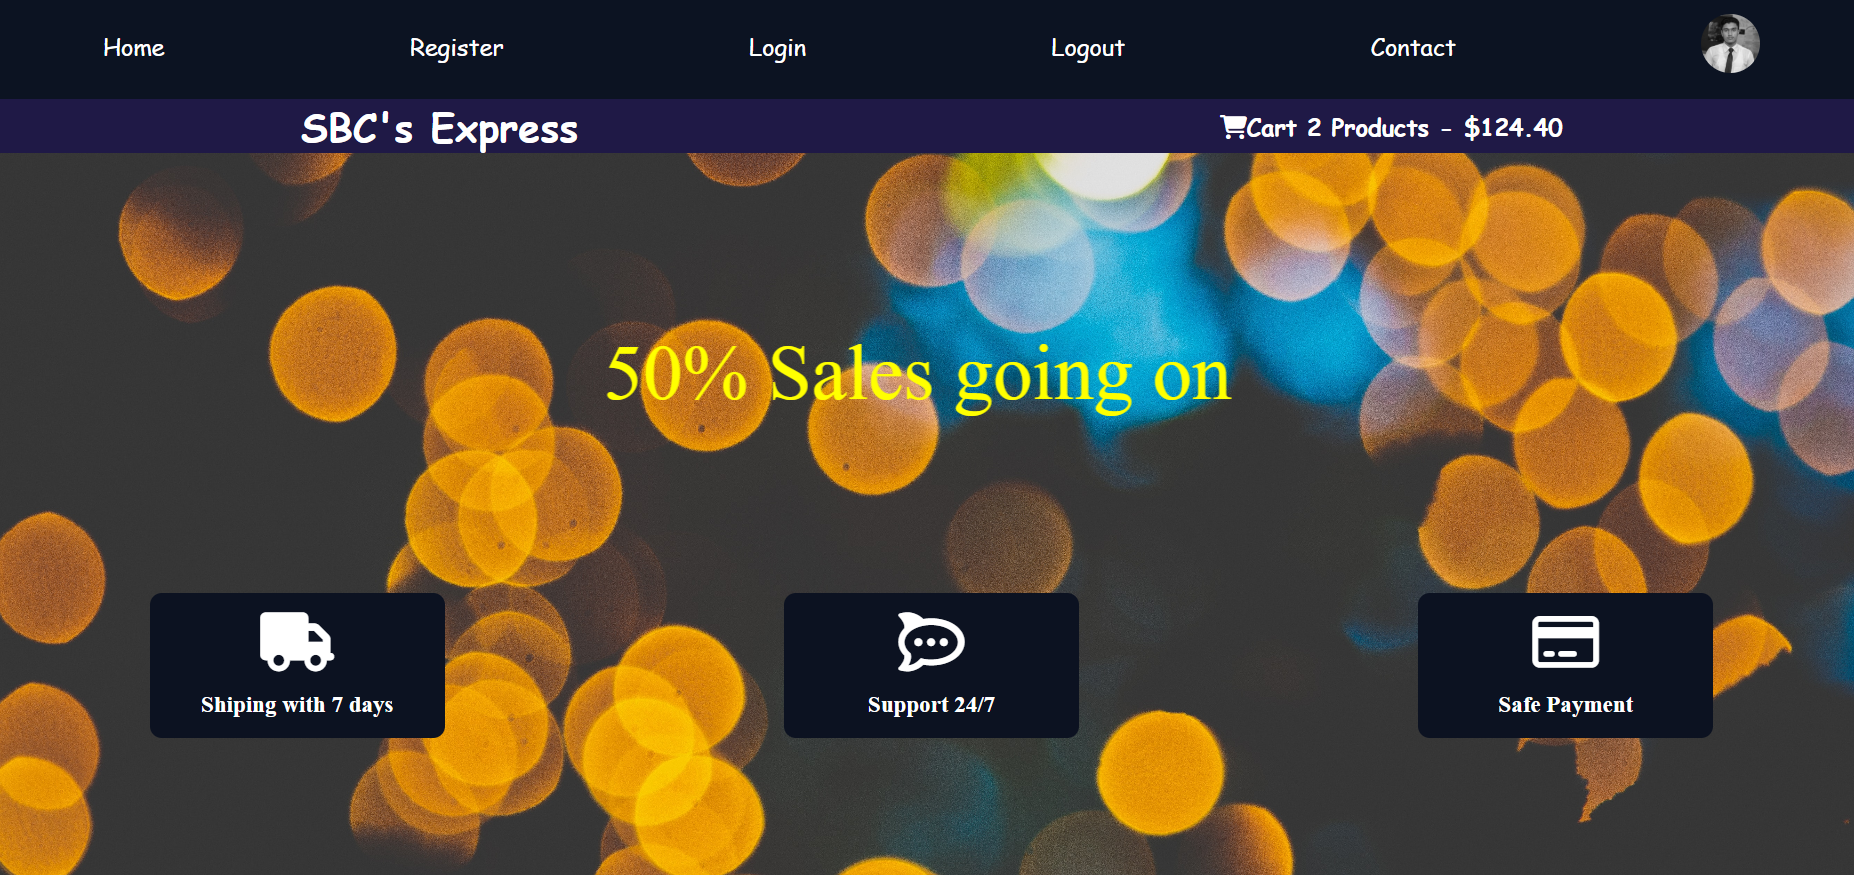 Home Register Login Logout Contact
SBC's Express Cart 2 Products - $124.40
50% Sales going on
Shiping with 7 days Support 24/7 Safe Payment